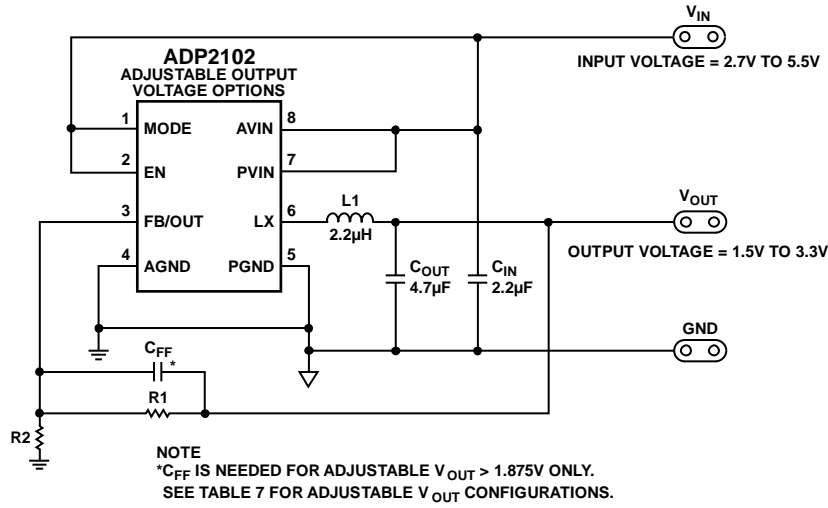 V_IN
INPUT VOLTAGE = 2.7V TO 5.5V
ADP2102
ADJUSTABLE OUTPUT
VOLTAGE OPTIONS
1 MODE AVIN 8
2 EN PVIN 7
3 FB/OUT LX 6
4 AGND PGND 5
L1
2.2µH
V_OUT
OUTPUT VOLTAGE = 1.5V TO 3.3V
C_OUT
4.7µF
C_IN
2.2µF
GND
C_FF
*
R1
R2
NOTE
*C_FF IS NEEDED FOR ADJUSTABLE V_OUT > 1.875V ONLY.
SEE TABLE 7 FOR ADJUSTABLE V_OUT CONFIGURATIONS.